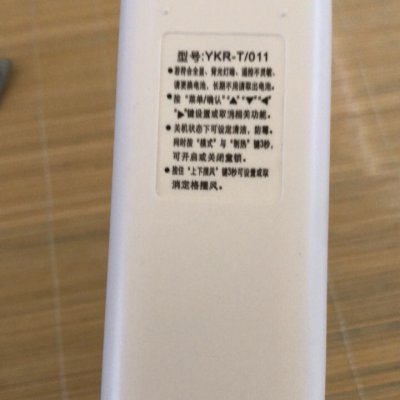 型号:YKR-T/011
●若符合全显、背光灯暗、遥控不灵敏、
请更换电池，长期不用请取出电池。
●按“菜单/确认”“▲”“▼”“◀”
“▶”键设置或取消相关功能。
●关机状态下可设定清洁，防霉。
同时按“模式”与“制热”键3秒，
可开启或关闭童锁。
●按住“上下摆风”键3秒可设置或取
消定格摆风。